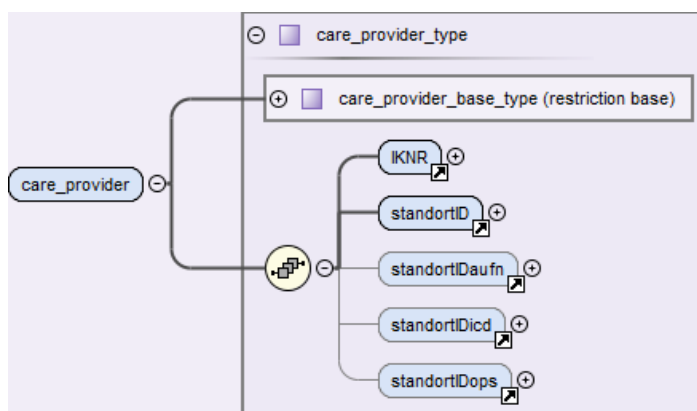 care_provider_type
care_provider_base_type (restriction base)
IKNR
care_provider
standortID
standortIDaufn
standortIDicd
standortIDops